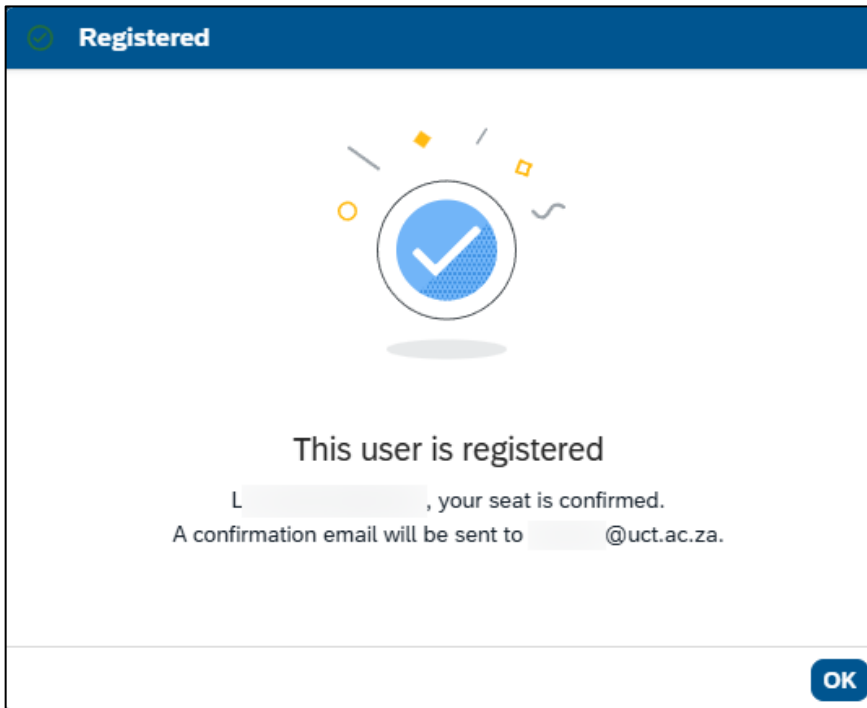 Registered
This user is registered
L , your seat is confirmed.
A confirmation email will be sent to @uct.ac.za.
OK